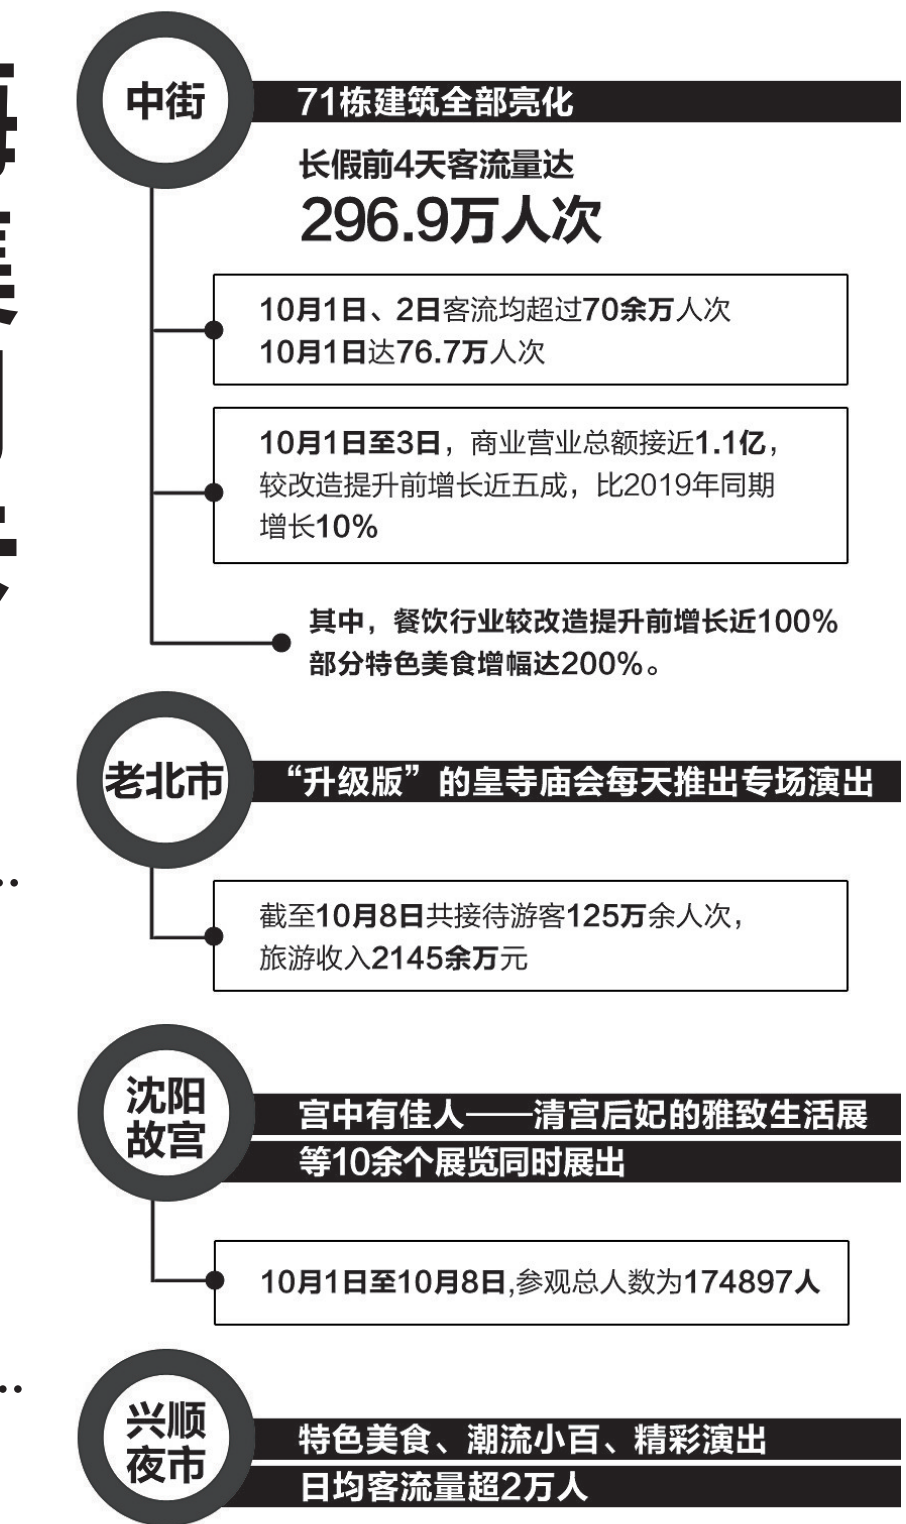 中街
71栋建筑全部亮化
长假前4天客流量达
296.9万人次
10月1日、2日客流均超过70余万人次
10月1日达76.7万人次
10月1日至3日，商业营业总额接近1.1亿，
较改造提升前增长近五成，比2019年同期
增长10%
其中，餐饮行业较改造提升前增长近100%
部分特色美食增幅达200%。
老北市
“升级版”的皇寺庙会每天推出专场演出
截至10月8日共接待游客125万余人次，
旅游收入2145余万元
沈阳
故宫
宫中有佳人——清宫后妃的雅致生活展
等10余个展览同时展出
10月1日至10月8日,参观总人数为174897人
兴顺
夜市
特色美食、潮流小百、精彩演出
日均客流量超2万人